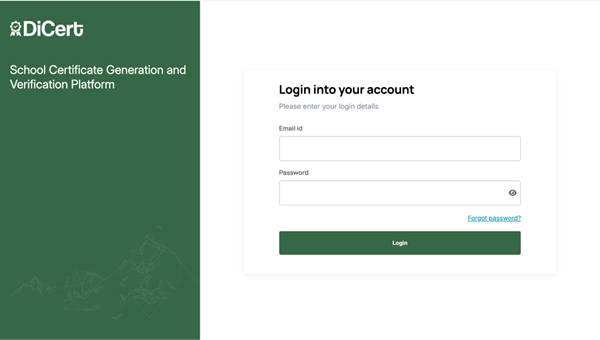 DiCert
School Certificate Generation and
Verification Platform
Login into your account
Please enter your login details
Email id
Password
Forgot password?
Login